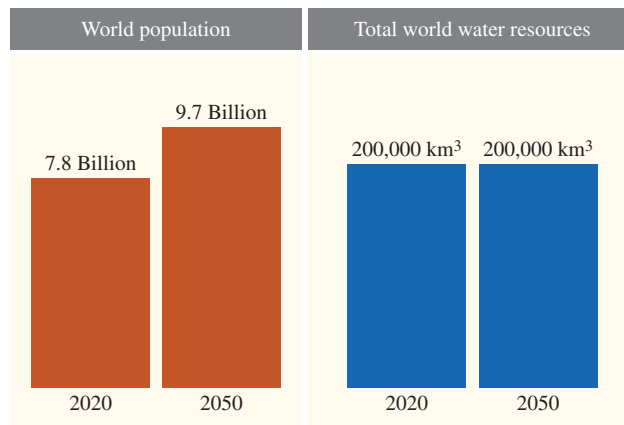 World population
9.7 Billion
7.8 Billion
2020 2050
Total world water resources
200,000 km³ 200,000 km³
2020 2050